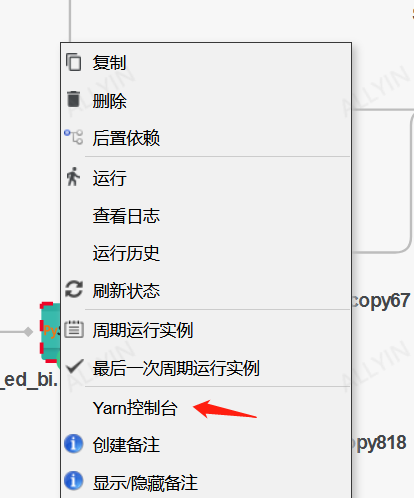 ALLYIN
ALLYIN
复制
删除
后置依赖
运行
查看日志
运行历史
刷新状态
copy67
周期运行实例
最后一次周期运行实例
ALLYIN
_ed_bi.
Yarn控制台
创建备注
opy818
显示/隐藏备注